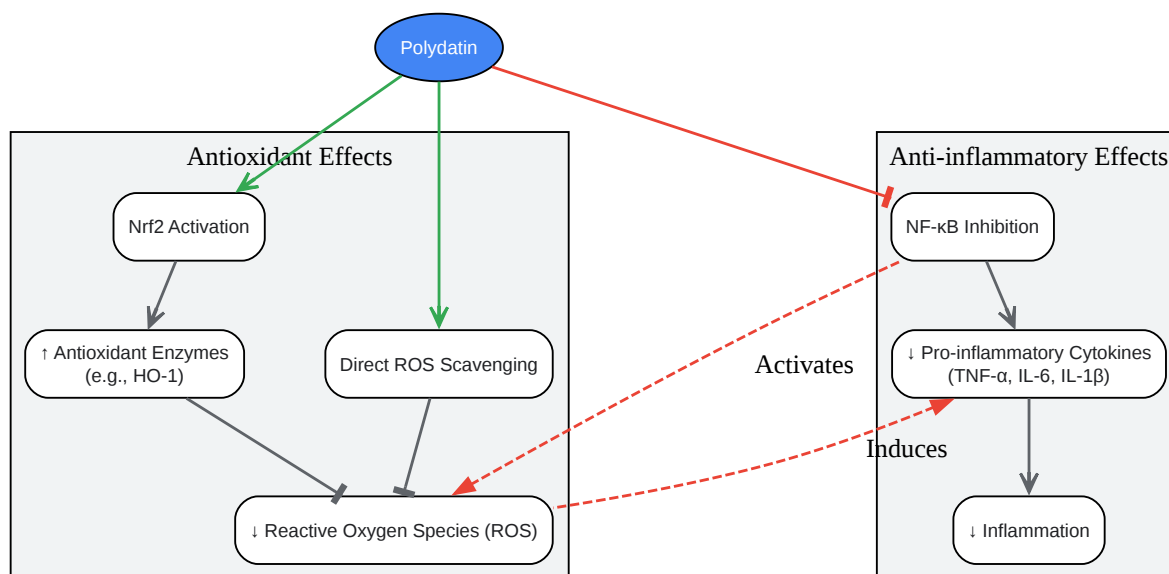 Polydatin
Antioxidant Effects
Anti-inflammatory Effects
Nrf2 Activation
NF-κB Inhibition
↑ Antioxidant Enzymes
(e.g., HO-1)
Direct ROS Scavenging
Activates
↓ Pro-inflammatory Cytokines
(TNF-α, IL-6, IL-1β)
Induces
↓ Reactive Oxygen Species (ROS)
↓ Inflammation